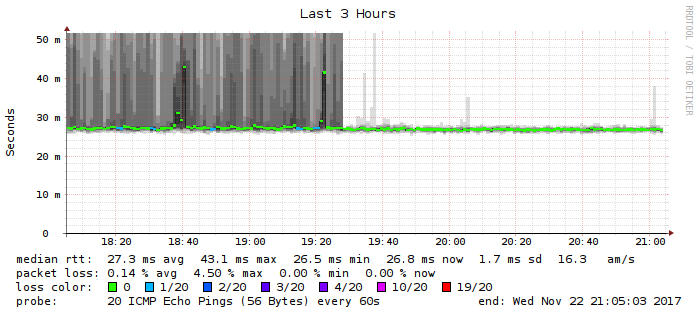 Last 3 Hours
RRDTOOL / TOBI OETIKER
Seconds
50 m
40 m
30 m
20 m
10 m
0
18:20 18:40 19:00 19:20 19:40 20:00 20:20 20:40 21:00
median rtt: 27.3 ms avg 43.1 ms max 26.5 ms min 26.8 ms now 1.7 ms sd 16.3 am/s
packet loss: 0.14 % avg 4.50 % max 0.00 % min 0.00 % now
loss color: 0 1/20 2/20 3/20 4/20 10/20 19/20
probe: 20 ICMP Echo Pings (56 Bytes) every 60s end: Wed Nov 22 21:05:03 2017